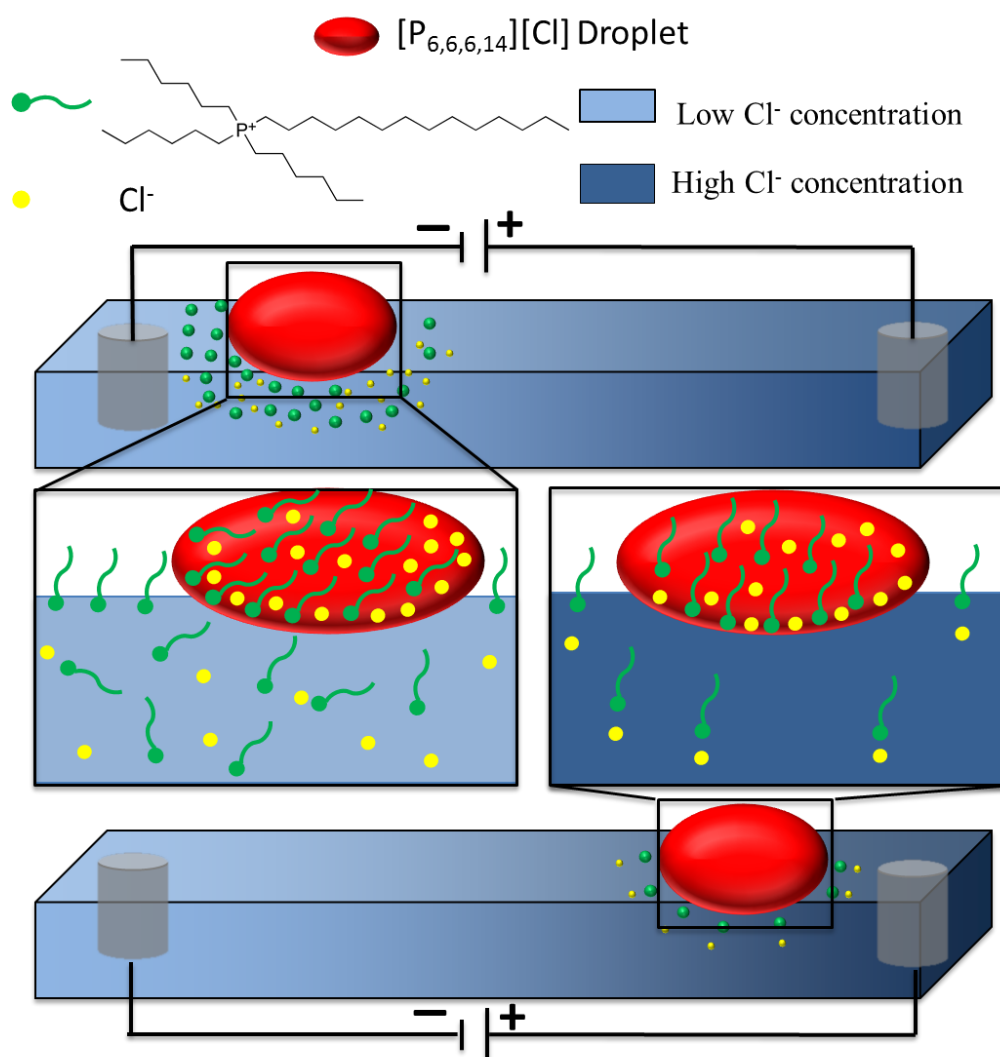 [P6,6,6,14][Cl] Droplet
P+
Low Cl- concentration
High Cl- concentration
Cl-
− +
− +